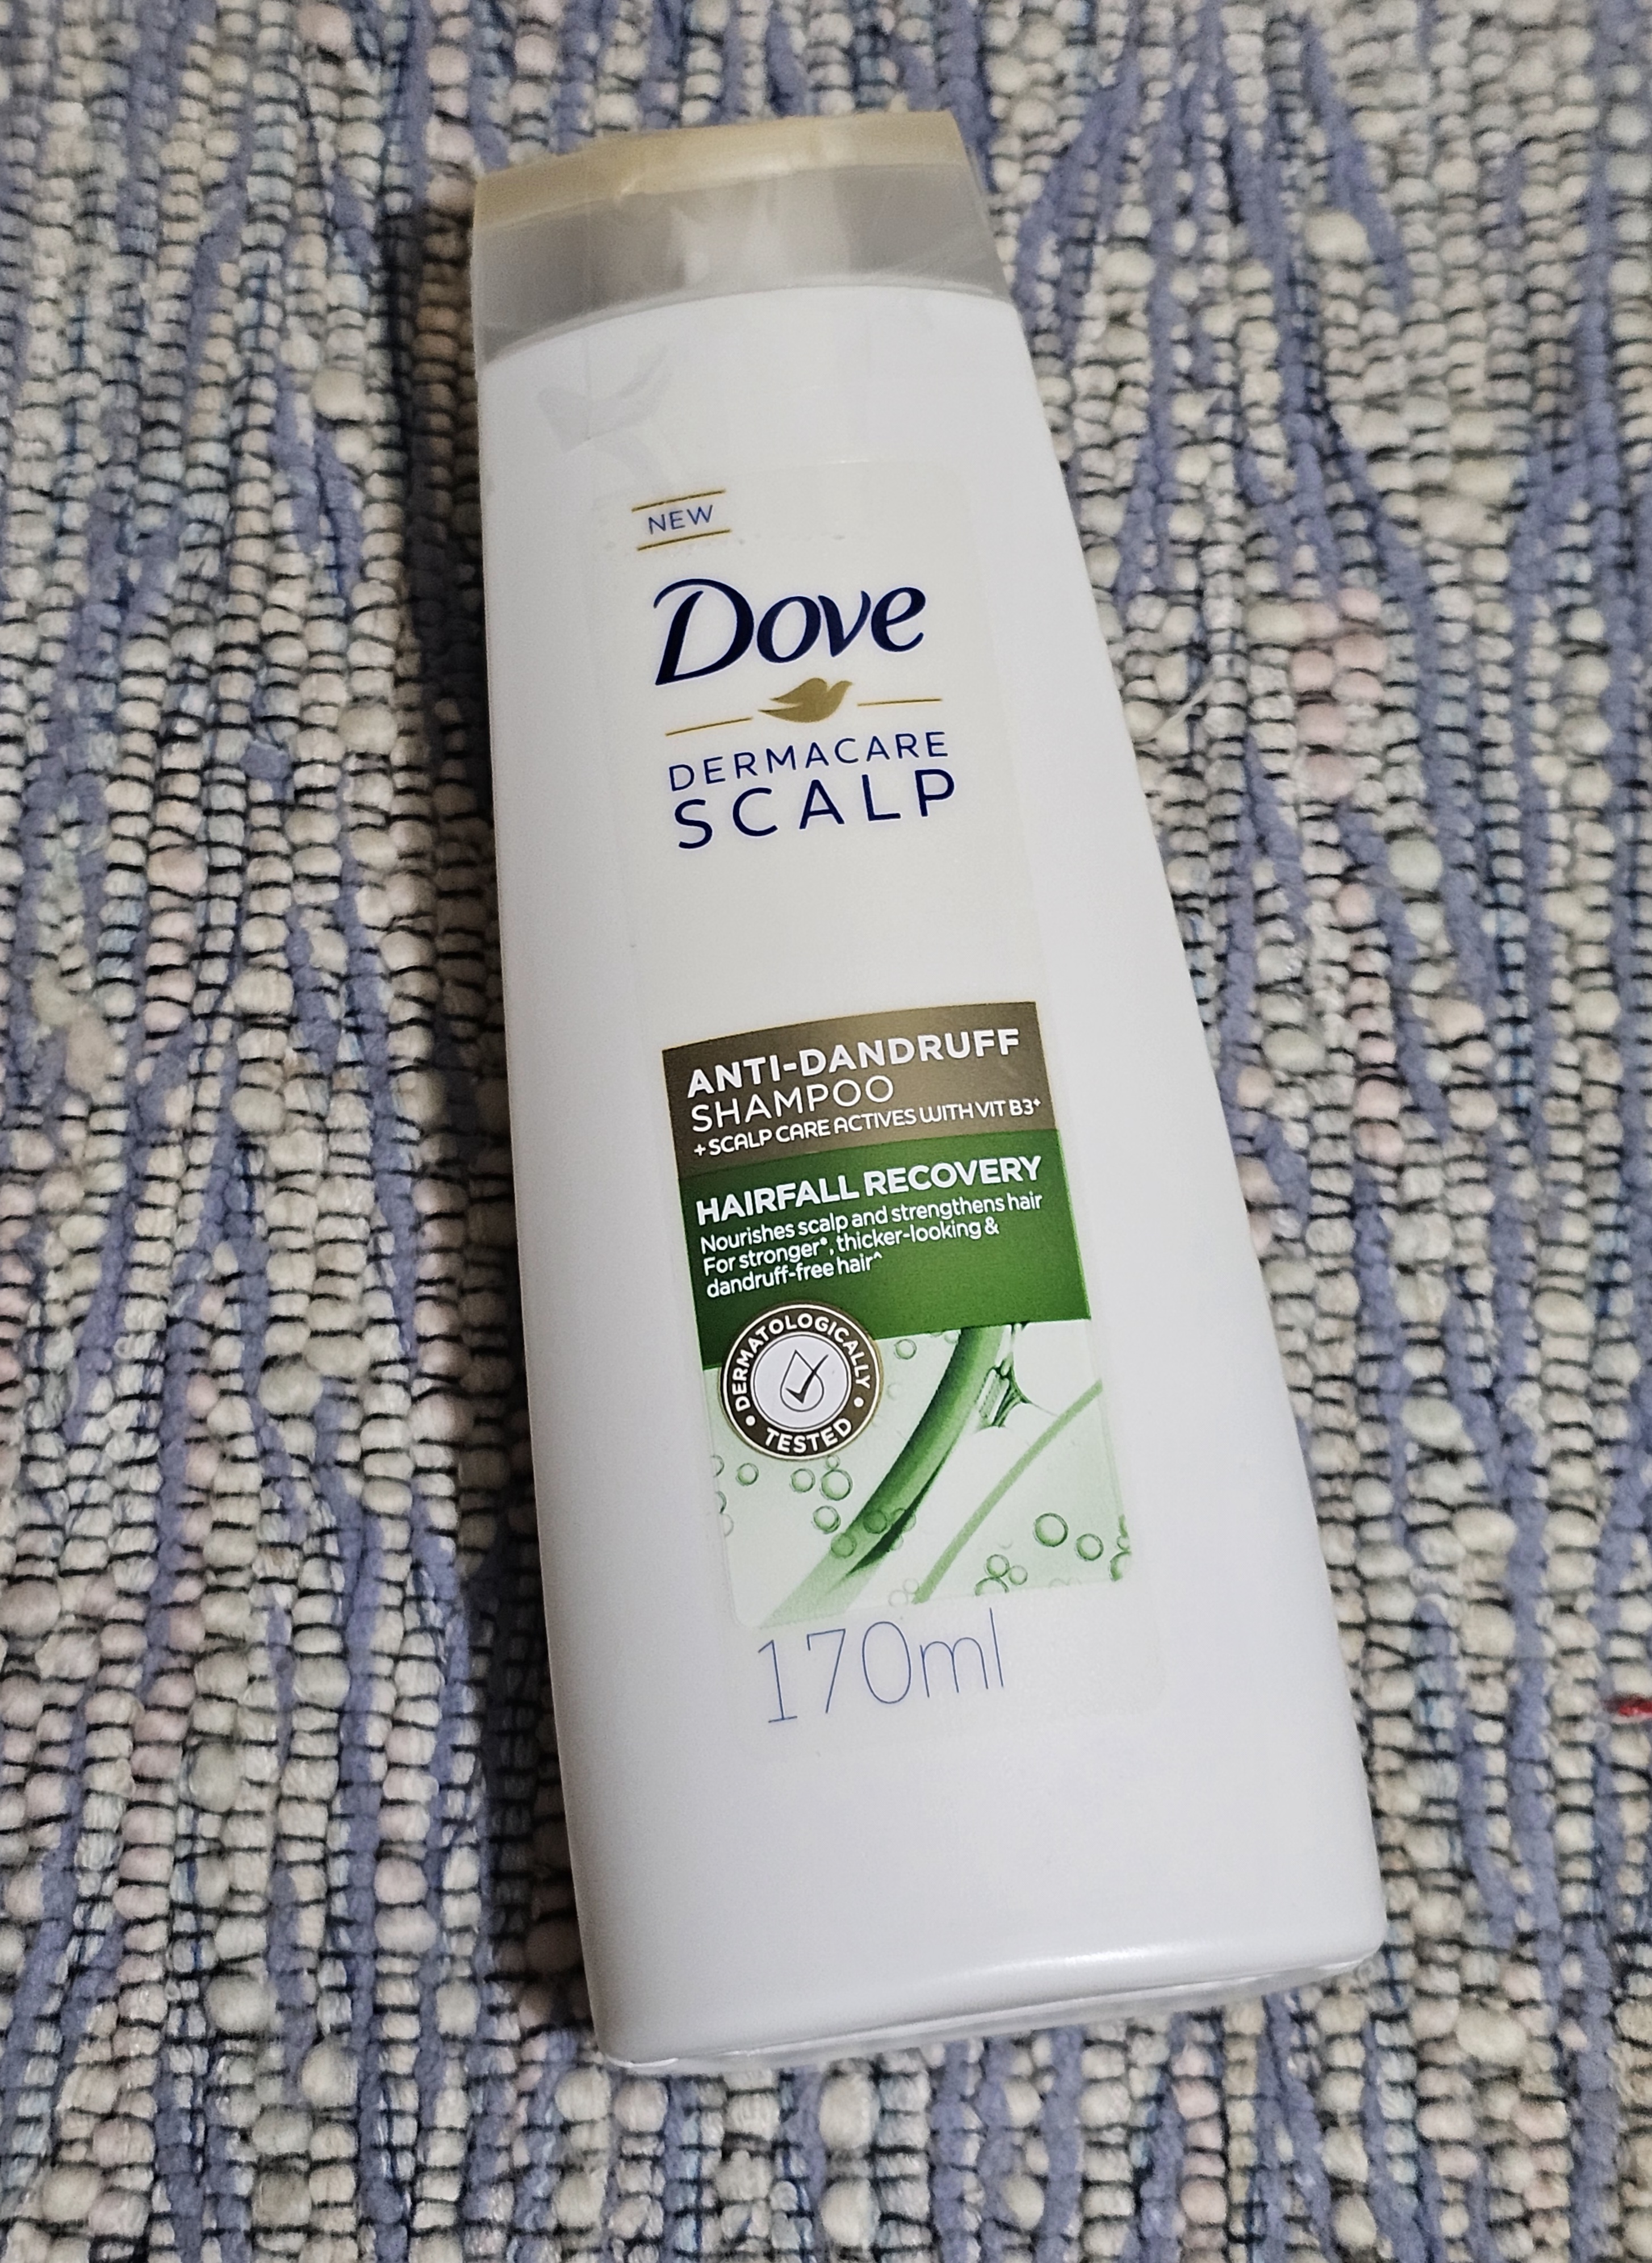 NEW
Dove
DERMACARE
SCALP
ANTI-DANDRUFF
SHAMPOO
+ SCALP CARE ACTIVES WITH VIT B3+
HAIRFALL RECOVERY
Nourishes scalp and strengthens hair
For stronger*, thicker-looking &
dandruff-free hair^
DERMATOLOGICALLY
• TESTED •
170ml